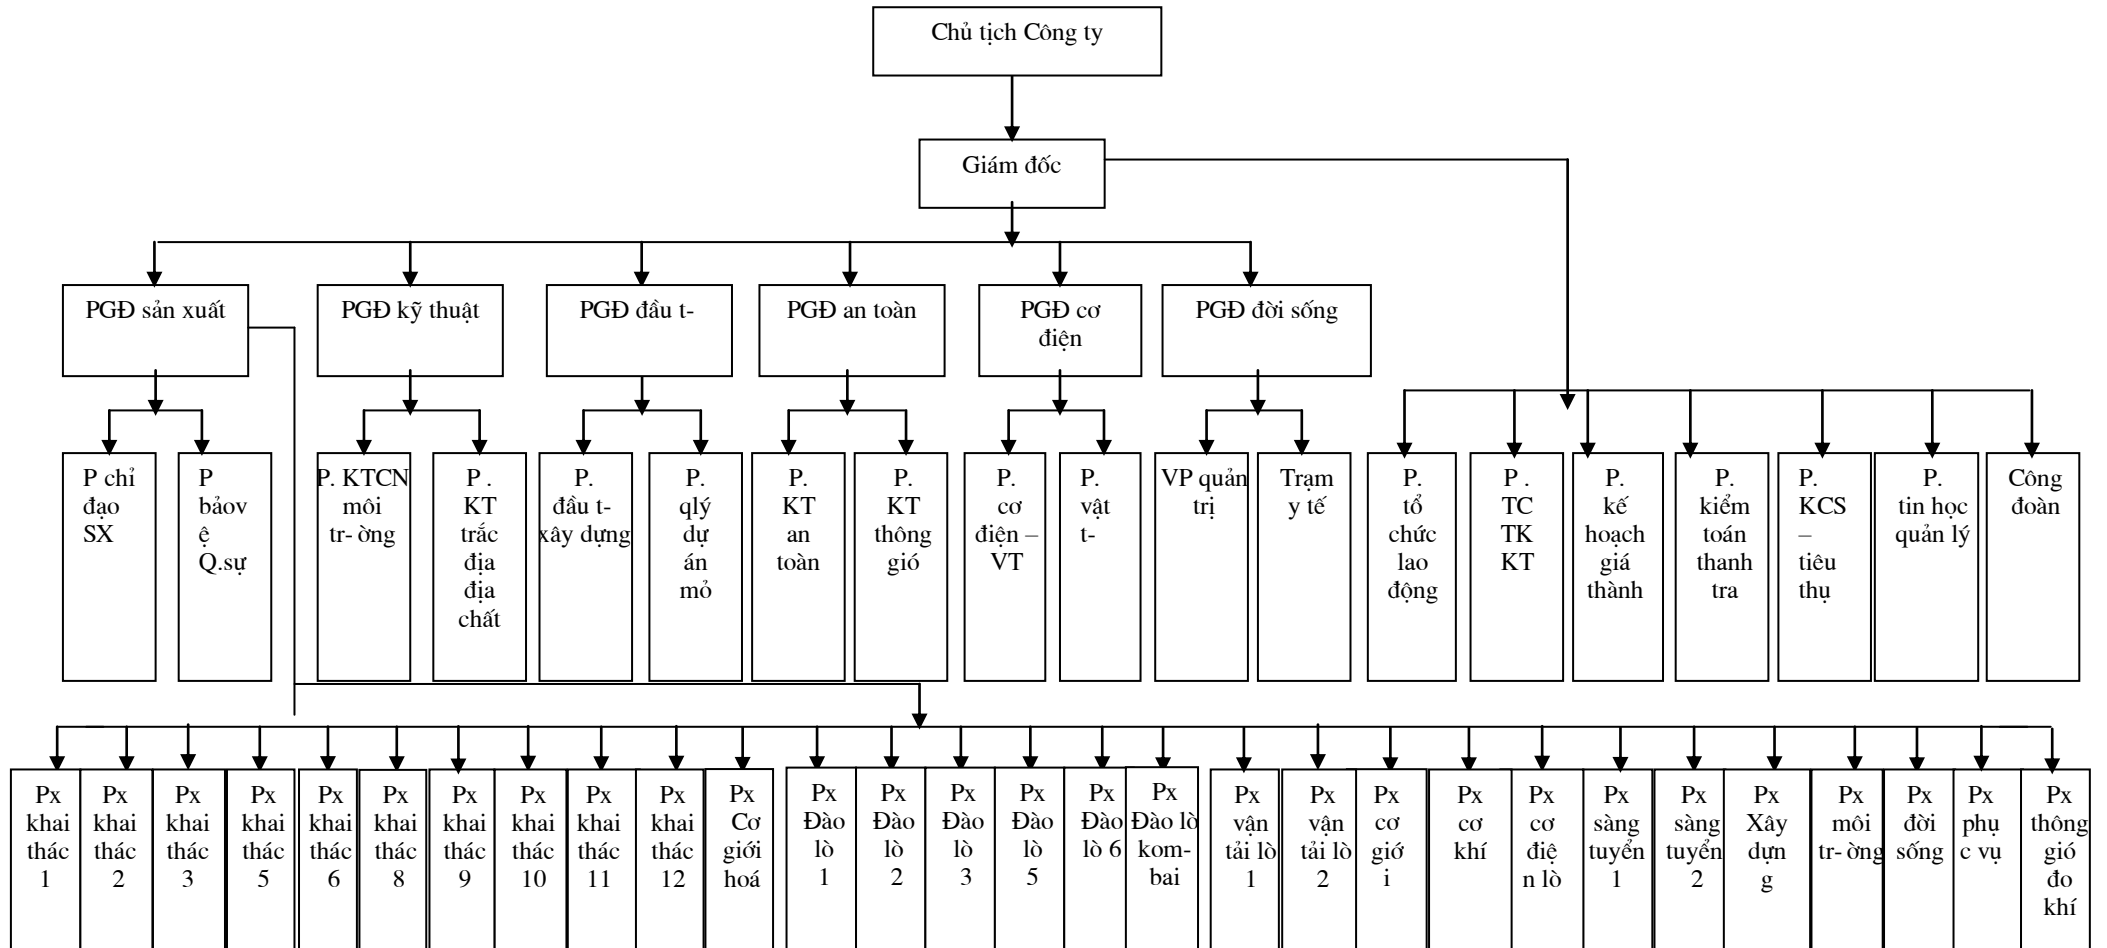 Chủ tịch Công ty
Giám đốc
PGĐ sản xuất
PGĐ kỹ thuật
PGĐ đầu t-
PGĐ an toàn
PGĐ cơ
điện
PGĐ đời sống
P chỉ
đạo
SX
P
bảov
ệ
Q.sự
P. KTCN
môi
tr- ờng
P .
KT
trắc
địa
địa
chất
P.
đầu t-
xây dựng
P.
qlý
dự
án
mỏ
P.
KT
an
toàn
P.
KT
thông
gió
P.
cơ
điện –
VT
P.
vật
t-
VP quản
trị
Trạm
y tế
P.
tổ
chức
lao
động
P .
TC
TK
KT
P.
kế
hoạch
giá
thành
P.
kiểm
toán
thanh
tra
P.
KCS
–
tiêu
thụ
P.
tin học
quản lý
Công
đoàn
Px
khai
thác
1
Px
khai
thác
2
Px
khai
thác
3
Px
khai
thác
5
Px
khai
thác
6
Px
khai
thác
8
Px
khai
thác
9
Px
khai
thác
10
Px
khai
thác
11
Px
khai
thác
12
Px
Cơ
giới
hoá
Px
Đào
lò
1
Px
Đào
lò
2
Px
Đào
lò
3
Px
Đào
lò
5
Px
Đào
lò 6
Px
Đào lò
kom-
bai
Px
vận
tải lò
1
Px
vận
tải lò
2
Px
cơ
giớ
i
Px
cơ
khí
Px
cơ
điệ
n lò
Px
sàng
tuyển
1
Px
sàng
tuyển
2
Px
Xây
dựn
g
Px
môi
tr- ờng
Px
đời
sống
Px
phụ
c vụ
Px
thông
gió
đo
khí